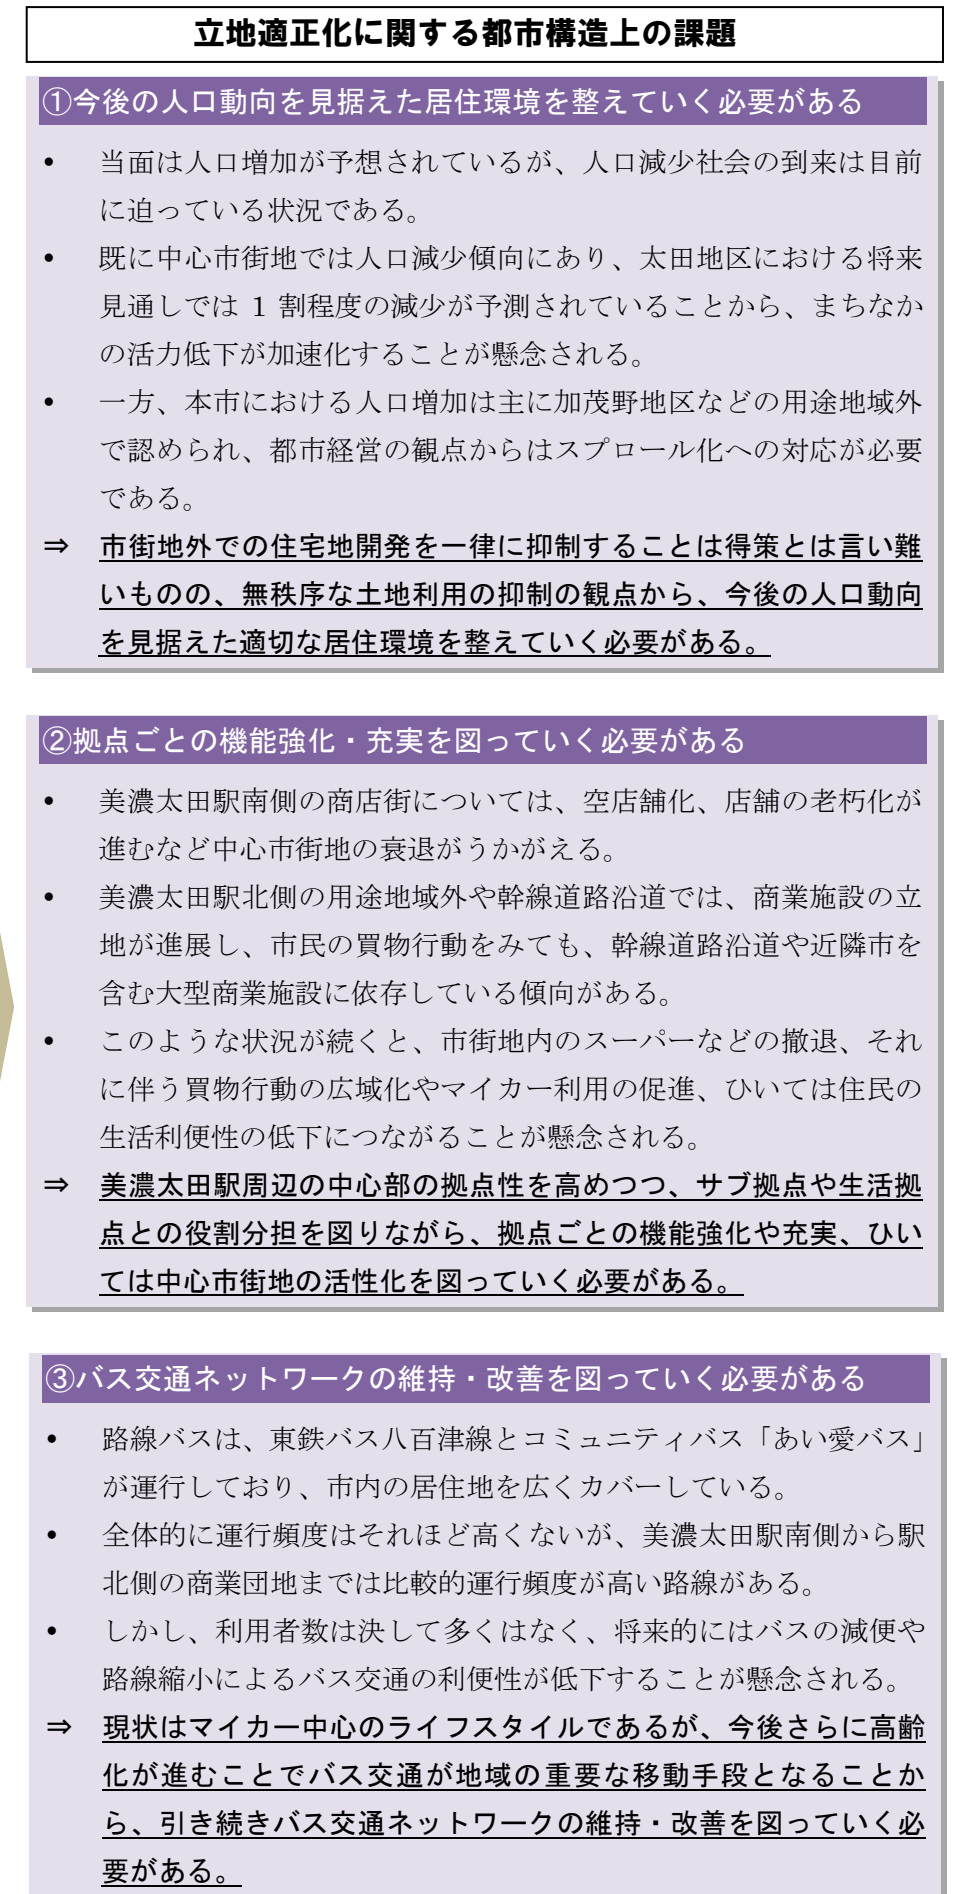 立地適正化に関する都市構造上の課題
①今後の人口動向を見据えた居住環境を整えていく必要がある
• 当面は人口増加が予想されているが、人口減少社会の到来は目前
に迫っている状況である。
• 既に中心市街地では人口減少傾向にあり、太田地区における将来
見通しでは 1 割程度の減少が予測されていることから、まちなか
の活力低下が加速化することが懸念される。
• 一方、本市における人口増加は主に加茂野地区などの用途地域外
で認められ、都市経営の観点からはスプロール化への対応が必要
である。
⇒ 市街地外での住宅地開発を一律に抑制することは得策とは言い難
いものの、無秩序な土地利用の抑制の観点から、今後の人口動向
を見据えた適切な居住環境を整えていく必要がある。
②拠点ごとの機能強化・充実を図っていく必要がある
• 美濃太田駅南側の商店街については、空店舗化、店舗の老朽化が
進むなど中心市街地の衰退がうかがえる。
• 美濃太田駅北側の用途地域外や幹線道路沿道では、商業施設の立
地が進展し、市民の買物行動をみても、幹線道路沿道や近隣市を
含む大型商業施設に依存している傾向がある。
• このような状況が続くと、市街地内のスーパーなどの撤退、それ
に伴う買物行動の広域化やマイカー利用の促進、ひいては住民の
生活利便性の低下につながることが懸念される。
⇒ 美濃太田駅周辺の中心部の拠点性を高めつつ、サブ拠点や生活拠
点との役割分担を図りながら、拠点ごとの機能強化や充実、ひい
ては中心市街地の活性化を図っていく必要がある。
③バス交通ネットワークの維持・改善を図っていく必要がある
• 路線バスは、東鉄バス八百津線とコミュニティバス「あい愛バス」
が運行しており、市内の居住地を広くカバーしている。
• 全体的に運行頻度はそれほど高くないが、美濃太田駅南側から駅
北側の商業団地までは比較的運行頻度が高い路線がある。
• しかし、利用者数は決して多くはなく、将来的にはバスの減便や
路線縮小によるバス交通の利便性が低下することが懸念される。
⇒ 現状はマイカー中心のライフスタイルであるが、今後さらに高齢
化が進むことでバス交通が地域の重要な移動手段となることか
ら、引き続きバス交通ネットワークの維持・改善を図っていく必
要がある。